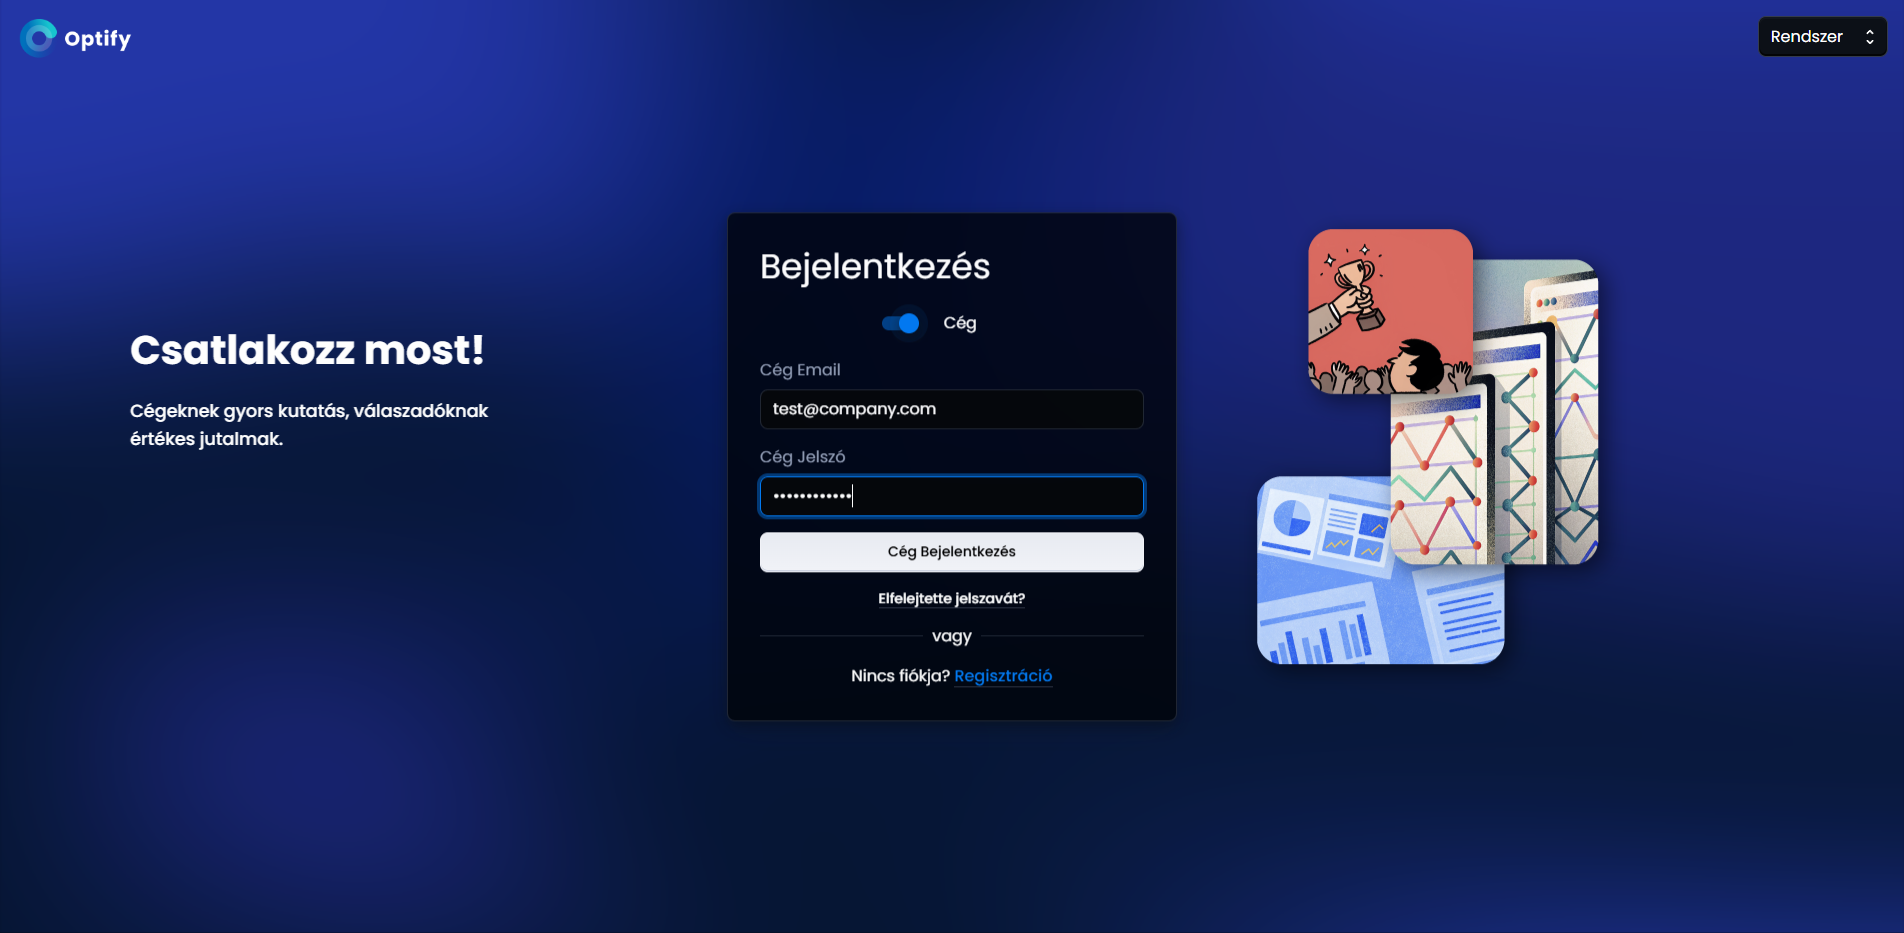 Optify
Rendszer
Csatlakozz most!
Cégeknek gyors kutatás, válaszadóknak
értékes jutalmak.
Bejelentkezés
Cég
Cég Email
test@company.com
Cég Jelszó
••••••••••••
Cég Bejelentkezés
Elfelejtette jelszavát?
vagy
Nincs fiókja? Regisztráció